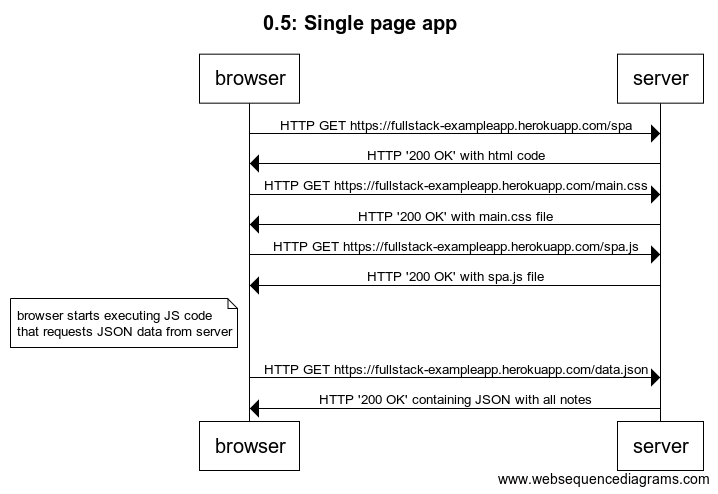 0.5: Single page app
browser
server
HTTP GET https://fullstack-exampleapp.herokuapp.com/spa
HTTP '200 OK' with html code
HTTP GET https://fullstack-exampleapp.herokuapp.com/main.css
HTTP '200 OK' with main.css file
HTTP GET https://fullstack-exampleapp.herokuapp.com/spa.js
HTTP '200 OK' with spa.js file
browser starts executing JS code
that requests JSON data from server
HTTP GET https://fullstack-exampleapp.herokuapp.com/data.json
HTTP '200 OK' containing JSON with all notes
browser
server
www.websequencediagrams.com